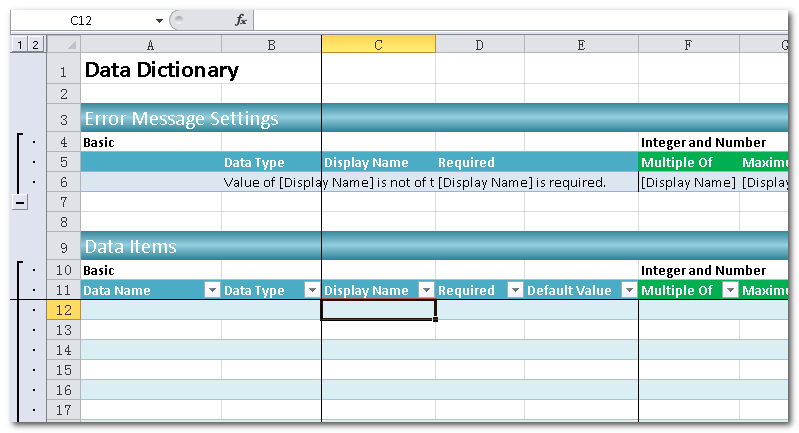 C12 fx
1 2 A B C D E F G
1 Data Dictionary
2
3 Error Message Settings
4 Basic Integer and Number
5 Data Type Display Name Required Multiple Of Maximu
6 Value of [Display Name] is not of t [Display Name] is required. [Display Name] [Display
7
8
9 Data Items
10 Basic Integer and Number
11 Data Name Data Type Display Name Required Default Value Multiple Of Maximu
12
13
14
15
16
17